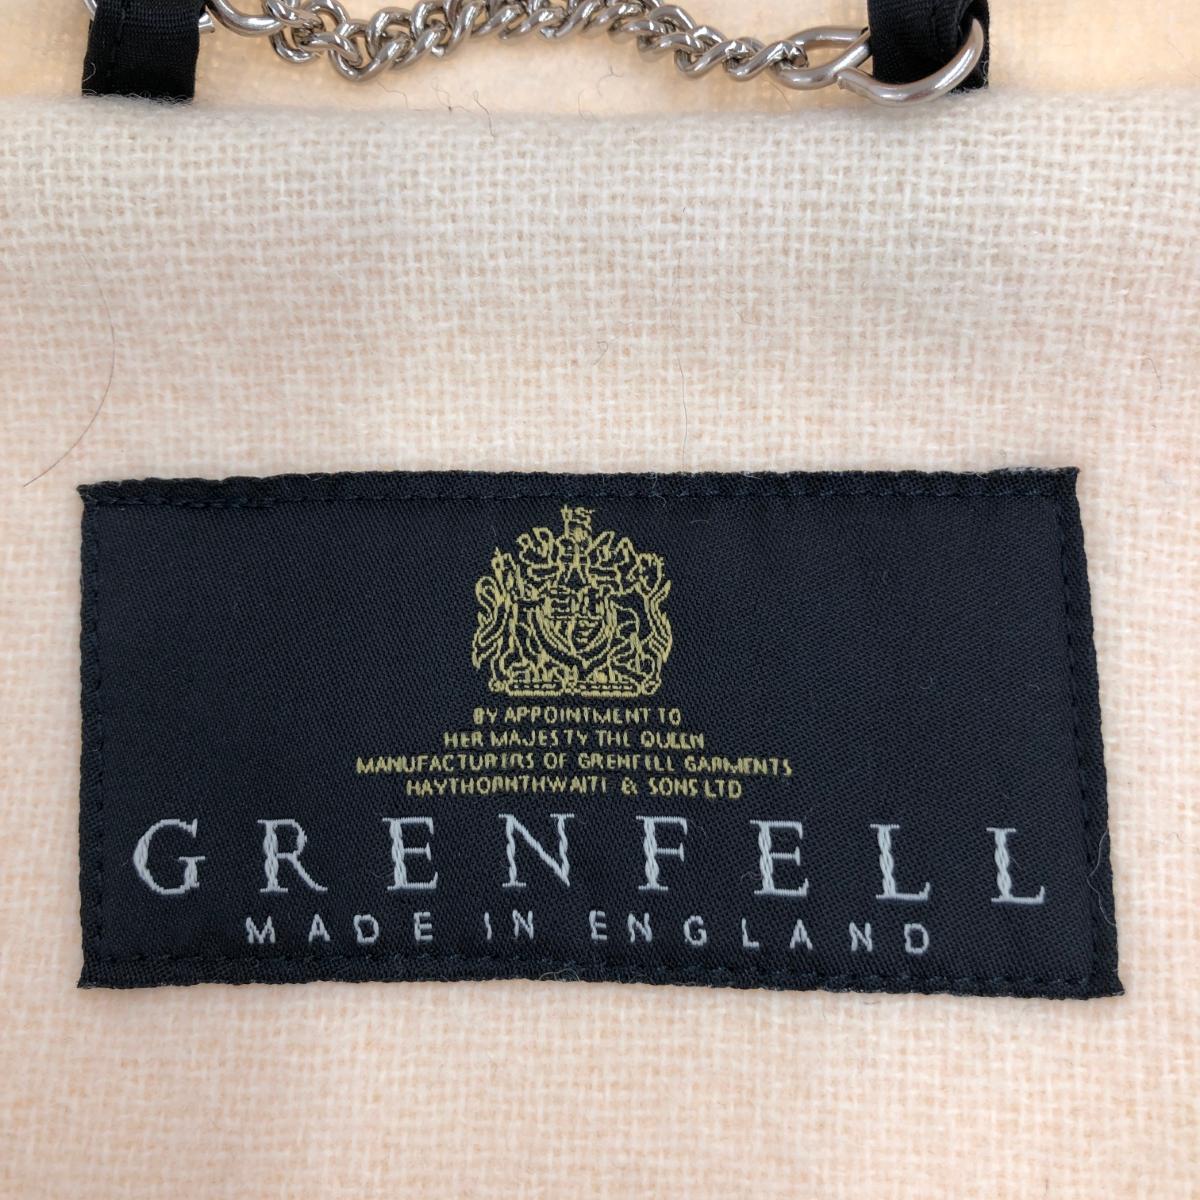 BY APPOINTMENT TO
HER MAJESTY THE QUEEN
MANUFACTURERS OF GRENFELL GARMENTS
HAYTHORNTHWAITE & SONS LTD
GRENFELL
MADE IN ENGLAND